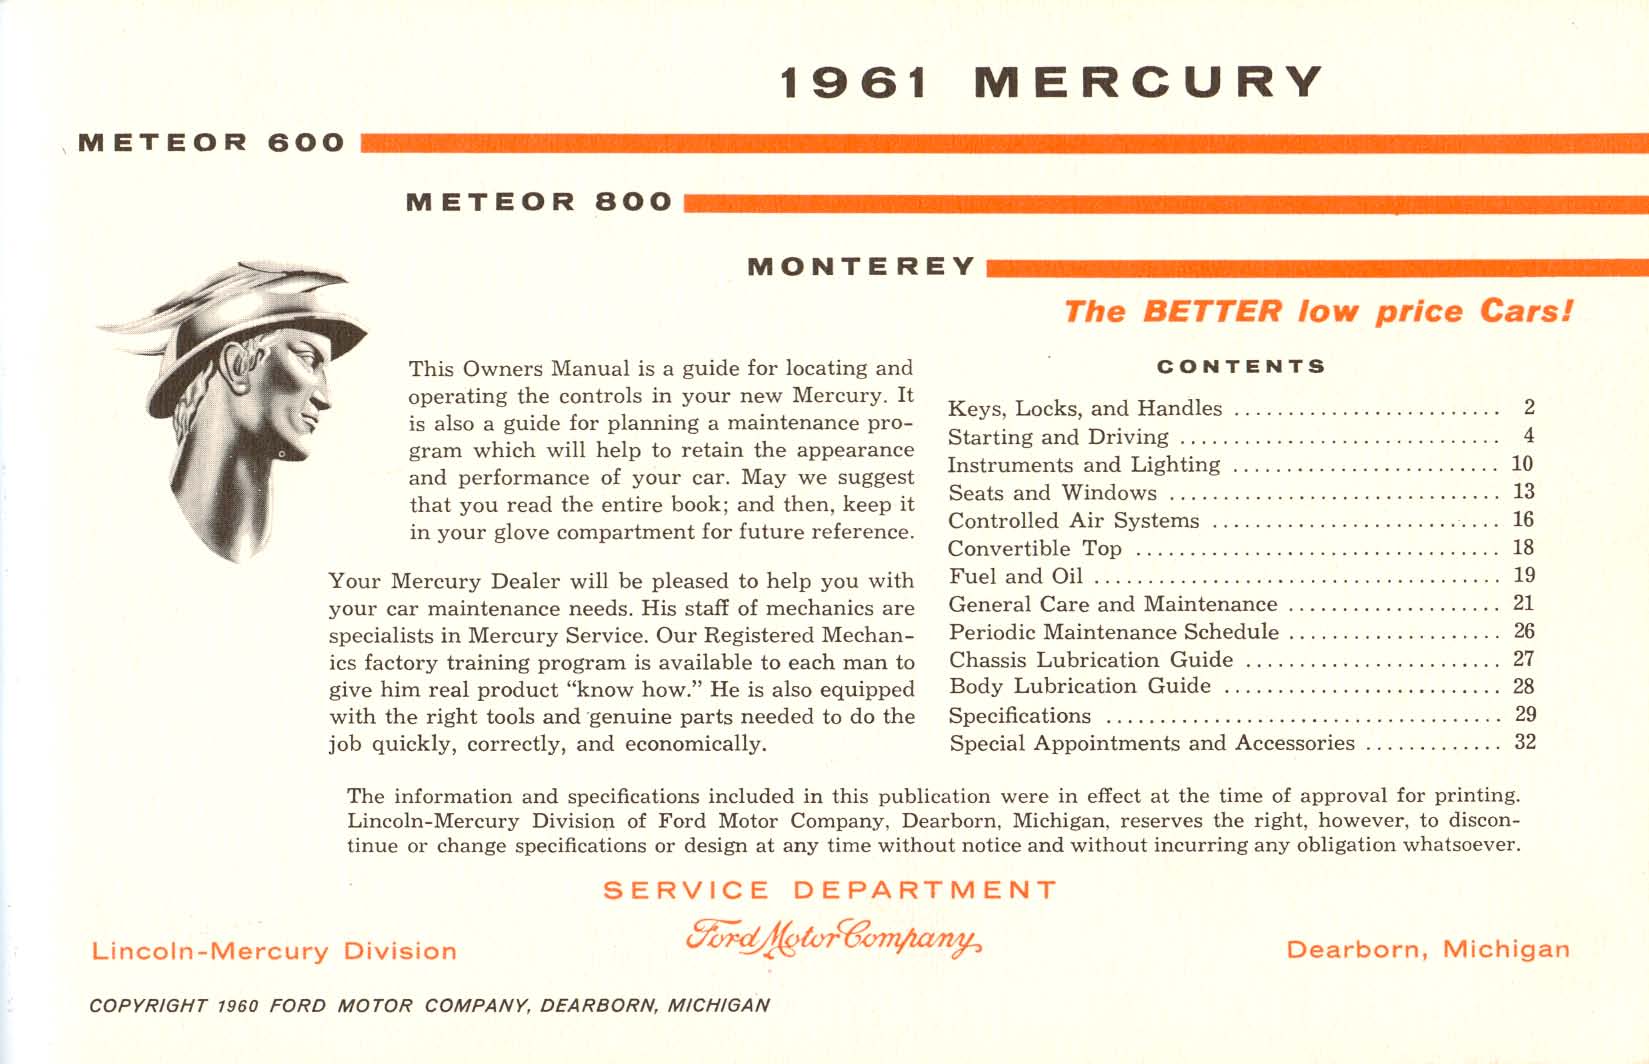 1961 MERCURY
METEOR 600
METEOR 800
MONTEREY
The BETTER low price Cars!
This Owners Manual is a guide for locating and
operating the controls in your new Mercury. It
is also a guide for planning a maintenance pro-
gram which will help to retain the appearance
and performance of your car. May we suggest
that you read the entire book; and then, keep it
in your glove compartment for future reference.
Your Mercury Dealer will be pleased to help you with
your car maintenance needs. His staff of mechanics are
specialists in Mercury Service. Our Registered Mechan-
ics factory training program is available to each man to
give him real product “know how.” He is also equipped
with the right tools and genuine parts needed to do the
job quickly, correctly, and economically.
CONTENTS
Keys, Locks, and Handles ......................... 2
Starting and Driving .............................. 4
Instruments and Lighting ......................... 10
Seats and Windows ............................... 13
Controlled Air Systems ........................... 16
Convertible Top .................................. 18
Fuel and Oil ...................................... 19
General Care and Maintenance .................... 21
Periodic Maintenance Schedule .................... 26
Chassis Lubrication Guide ........................ 27
Body Lubrication Guide .......................... 28
Specifications ..................................... 29
Special Appointments and Accessories ............. 32
The information and specifications included in this publication were in effect at the time of approval for printing.
Lincoln-Mercury Division of Ford Motor Company, Dearborn, Michigan, reserves the right, however, to discon-
tinue or change specifications or design at any time without notice and without incurring any obligation whatsoever.
SERVICE DEPARTMENT
Ford Motor Company,
Lincoln-Mercury Division
Dearborn, Michigan
COPYRIGHT 1960 FORD MOTOR COMPANY, DEARBORN, MICHIGAN